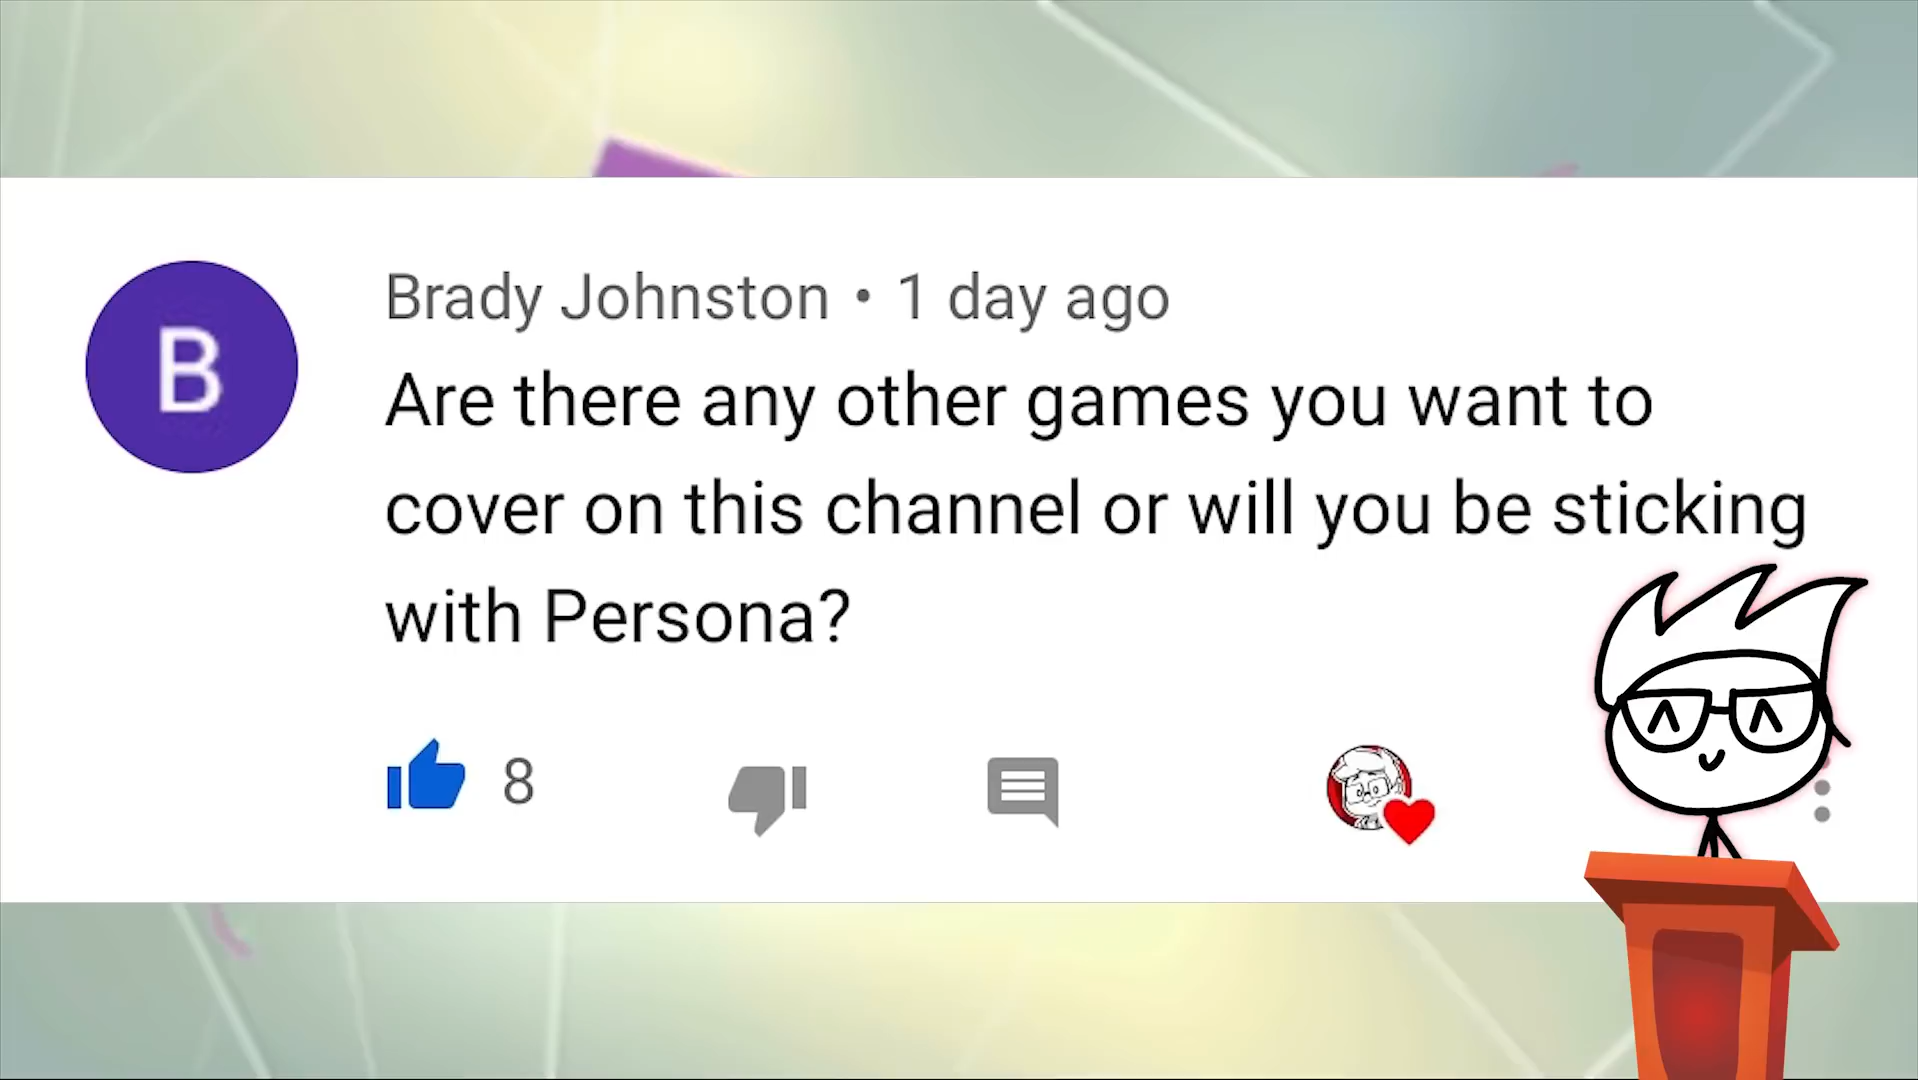 B
Brady Johnston • 1 day ago
Are there any other games you want to
cover on this channel or will you be sticking
with Persona?
8